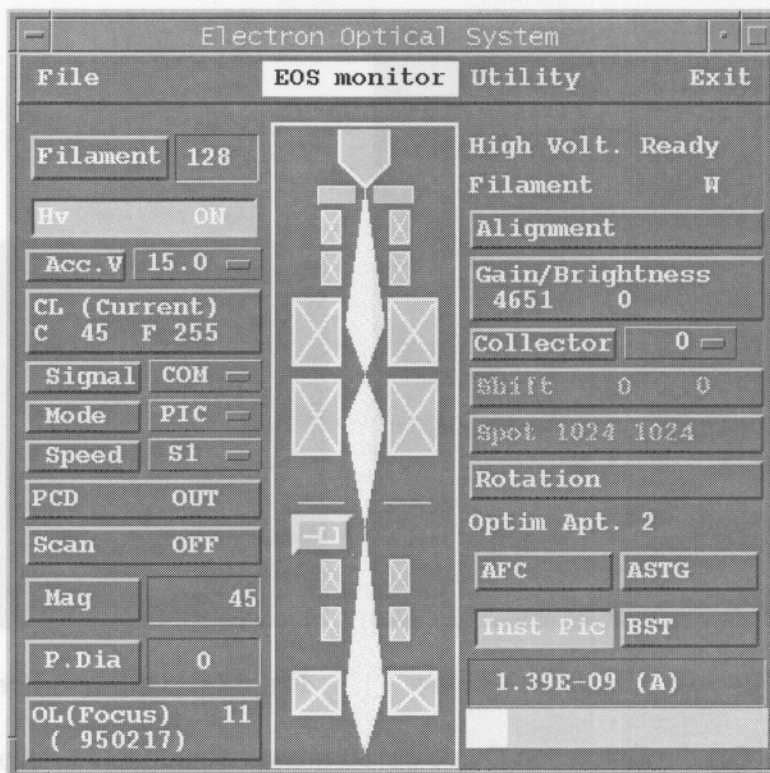 Electron Optical System
File EOS monitor Utility Exit
Filament 128
Hv ON
Acc.V 15.0
CL (Current)
C 45 F 255
Signal COM
Mode PIC
Speed S1
PCD OUT
Scan OFF
Mag 45
P.Dia 0
OL(Focus) 11
( 950217)
High Volt. Ready
Filament W
Alignment
Gain/Brightness
4651 0
Collector 0
Shift 0 0
Spot 1024 1024
Rotation
Optim Apt. 2
AFC ASTG
Inst Pic BST
1.39E-09 (A)